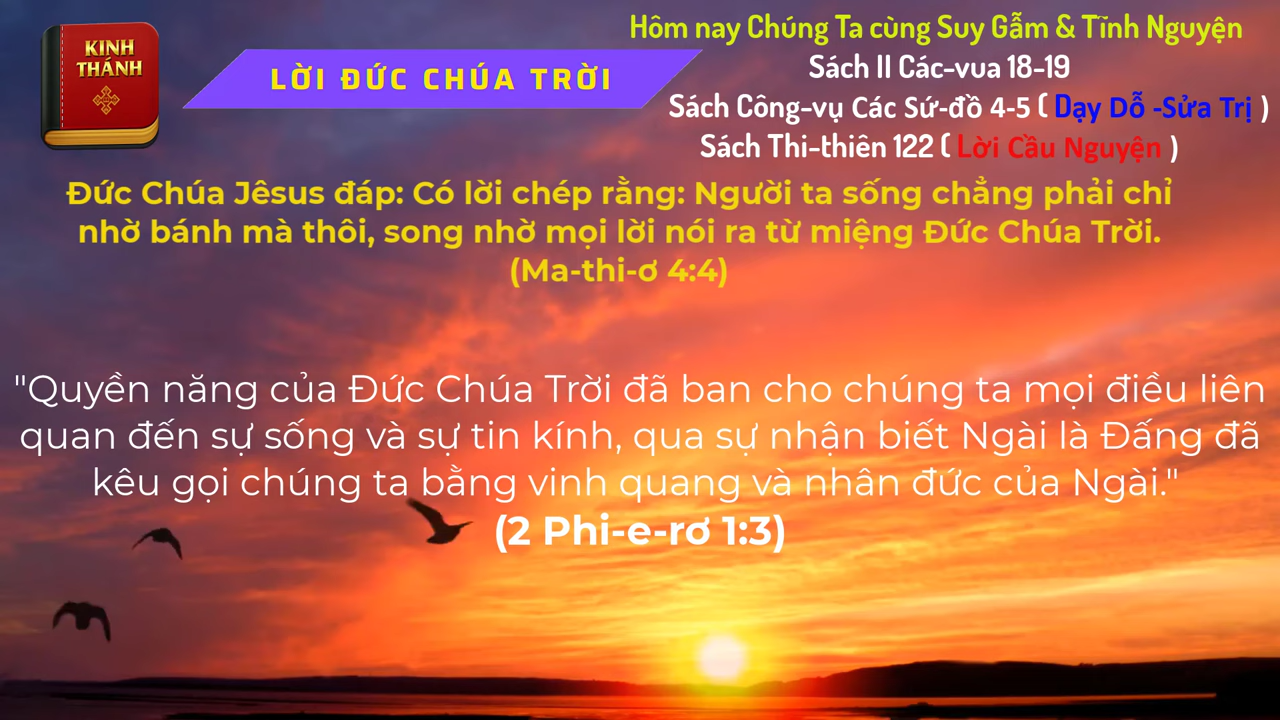 KINH
THÁNH
LỜI ĐỨC CHÚA TRỜI
Hôm nay Chúng Ta cùng Suy Gẫm & Tĩnh Nguyện
Sách II Các-vua 18-19
Sách Công-vụ Các Sứ-đồ 4-5 ( Dạy Dỗ -Sửa Trị )
Sách Thi-thiên 122 ( Lời Cầu Nguyện )
Đức Chúa Jêsus đáp: Có lời chép rằng: Người ta sống chẳng phải chỉ
nhờ bánh mà thôi, song nhờ mọi lời nói ra từ miệng Đức Chúa Trời.
(Ma-thi-ơ 4:4)
"Quyền năng của Đức Chúa Trời đã ban cho chúng ta mọi điều liên
quan đến sự sống và sự tin kính, qua sự nhận biết Ngài là Đấng đã
kêu gọi chúng ta bằng vinh quang và nhân đức của Ngài."
(2 Phi-e-rơ 1:3)